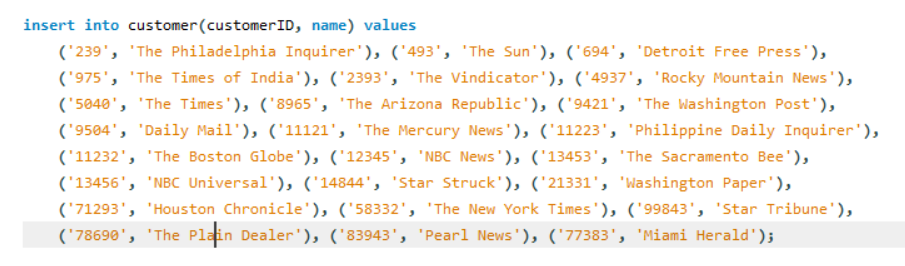 insert into customer(customerID, name) values
('239', 'The Philadelphia Inquirer'), ('493', 'The Sun'), ('694', 'Detroit Free Press'),
('975', 'The Times of India'), ('2393', 'The Vindicator'), ('4937', 'Rocky Mountain News'),
('5040', 'The Times'), ('8965', 'The Arizona Republic'), ('9421', 'The Washington Post'),
('9504', 'Daily Mail'), ('11121', 'The Mercury News'), ('11223', 'Philippine Daily Inquirer'),
('11232', 'The Boston Globe'), ('12345', 'NBC News'), ('13453', 'The Sacramento Bee'),
('13456', 'NBC Universal'), ('14844', 'Star Struck'), ('21331', 'Washington Paper'),
('71293', 'Houston Chronicle'), ('58332', 'The New York Times'), ('99843', 'Star Tribune'),
('78690', 'The Plain Dealer'), ('83943', 'Pearl News'), ('77383', 'Miami Herald');